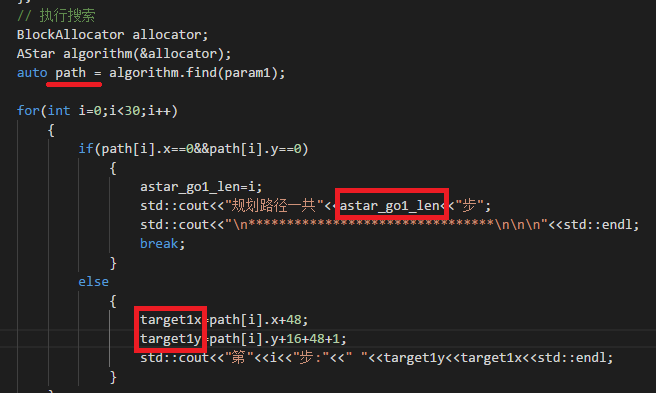 };
// 执行搜索
BlockAllocator allocator;
AStar algorithm(&allocator);
auto path = algorithm.find(param1);
for(int i=0;i<30;i++)
{
if(path[i].x==0&&path[i].y==0)
{
astar_go1_len=i;
std::cout<<"规划路径一共"<<astar_go1_len<<"步";
std::cout<<"\n********************************\n\n\n"<<std::endl;
break;
}
else
{
target1x=path[i].x+48;
target1y=path[i].y+16+48+1;
std::cout<<"第"<<i<<"步:"<<" "<<target1y<<target1x<<std::endl;
}
}